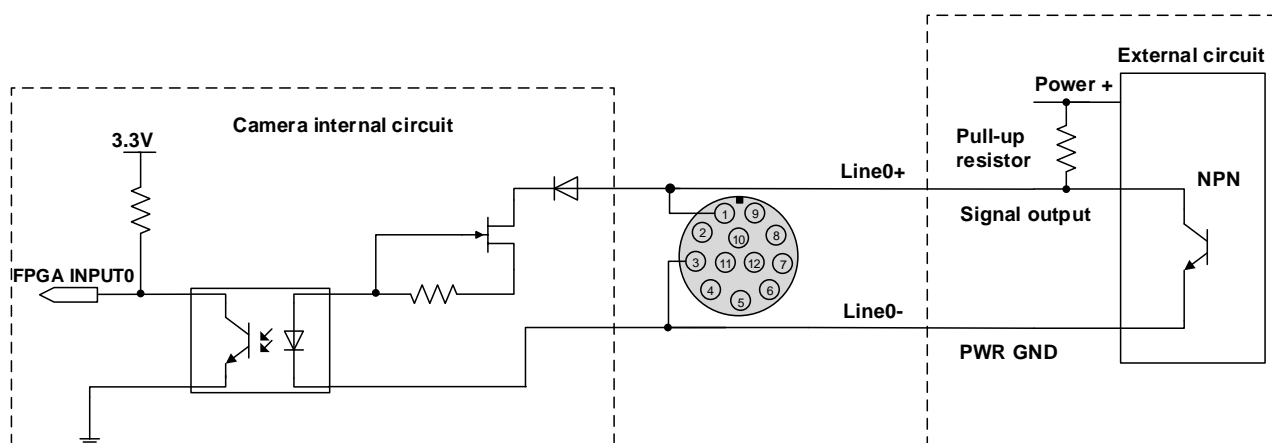 External circuit
Power +
Camera internal circuit
3.3V
Pull-up
resistor
Line0+
NPN
Signal output
1
9
2
8
10
3
11
12
7
FPGA INPUT0
4
6
5
Line0-
PWR GND